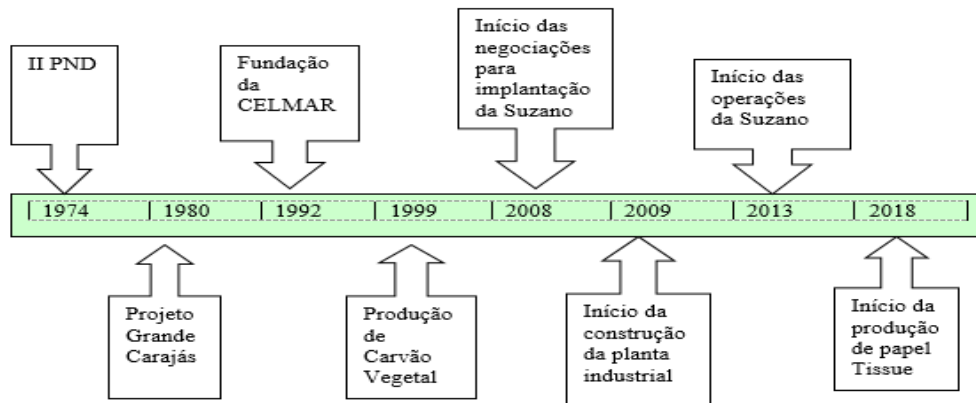 II PND
Fundação
da
CELMAR
Início das
negociações
para
implantação
da Suzano
Início das
operações
da Suzano
| 1974 | 1980 | 1992 | 1999 | 2008 | 2009 | 2013 | 2018 |
Projeto
Grande
Carajás
Produção
de
Carvão
Vegetal
Início da
construção
da planta
industrial
Início da
produção
de papel
Tissue